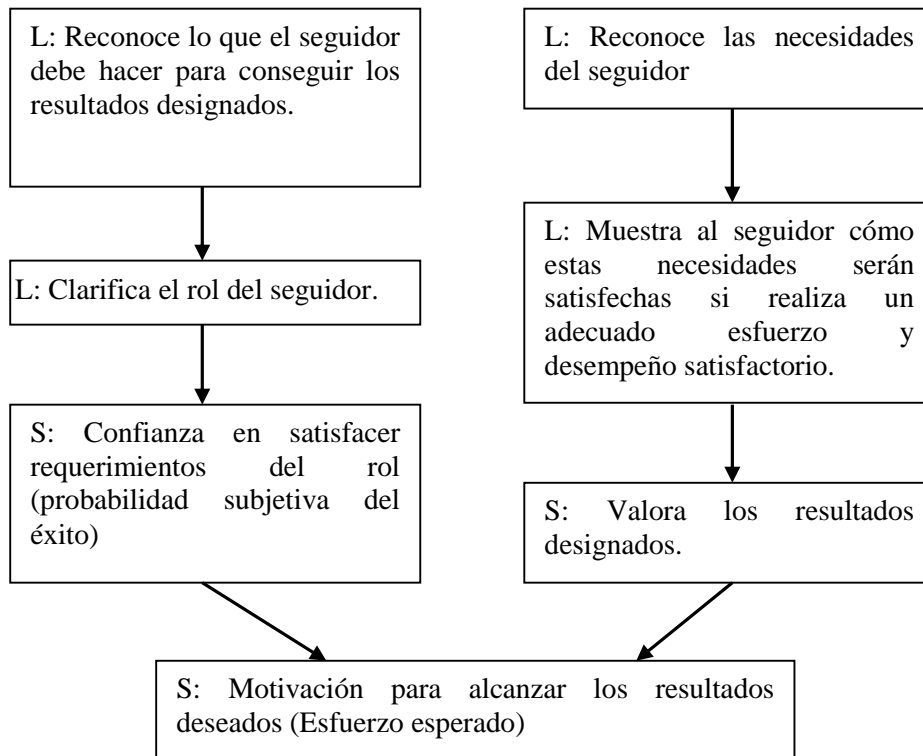 L: Reconoce lo que el seguidor
debe hacer para conseguir los
resultados designados.
L: Clarifica el rol del seguidor.
S: Confianza en satisfacer
requerimientos del rol
(probabilidad subjetiva del
éxito)
L: Reconoce las necesidades
del seguidor
L: Muestra al seguidor cómo
estas necesidades serán
satisfechas si realiza un
adecuado esfuerzo y
desempeño satisfactorio.
S: Valora los resultados
designados.
S: Motivación para alcanzar los resultados
deseados (Esfuerzo esperado)